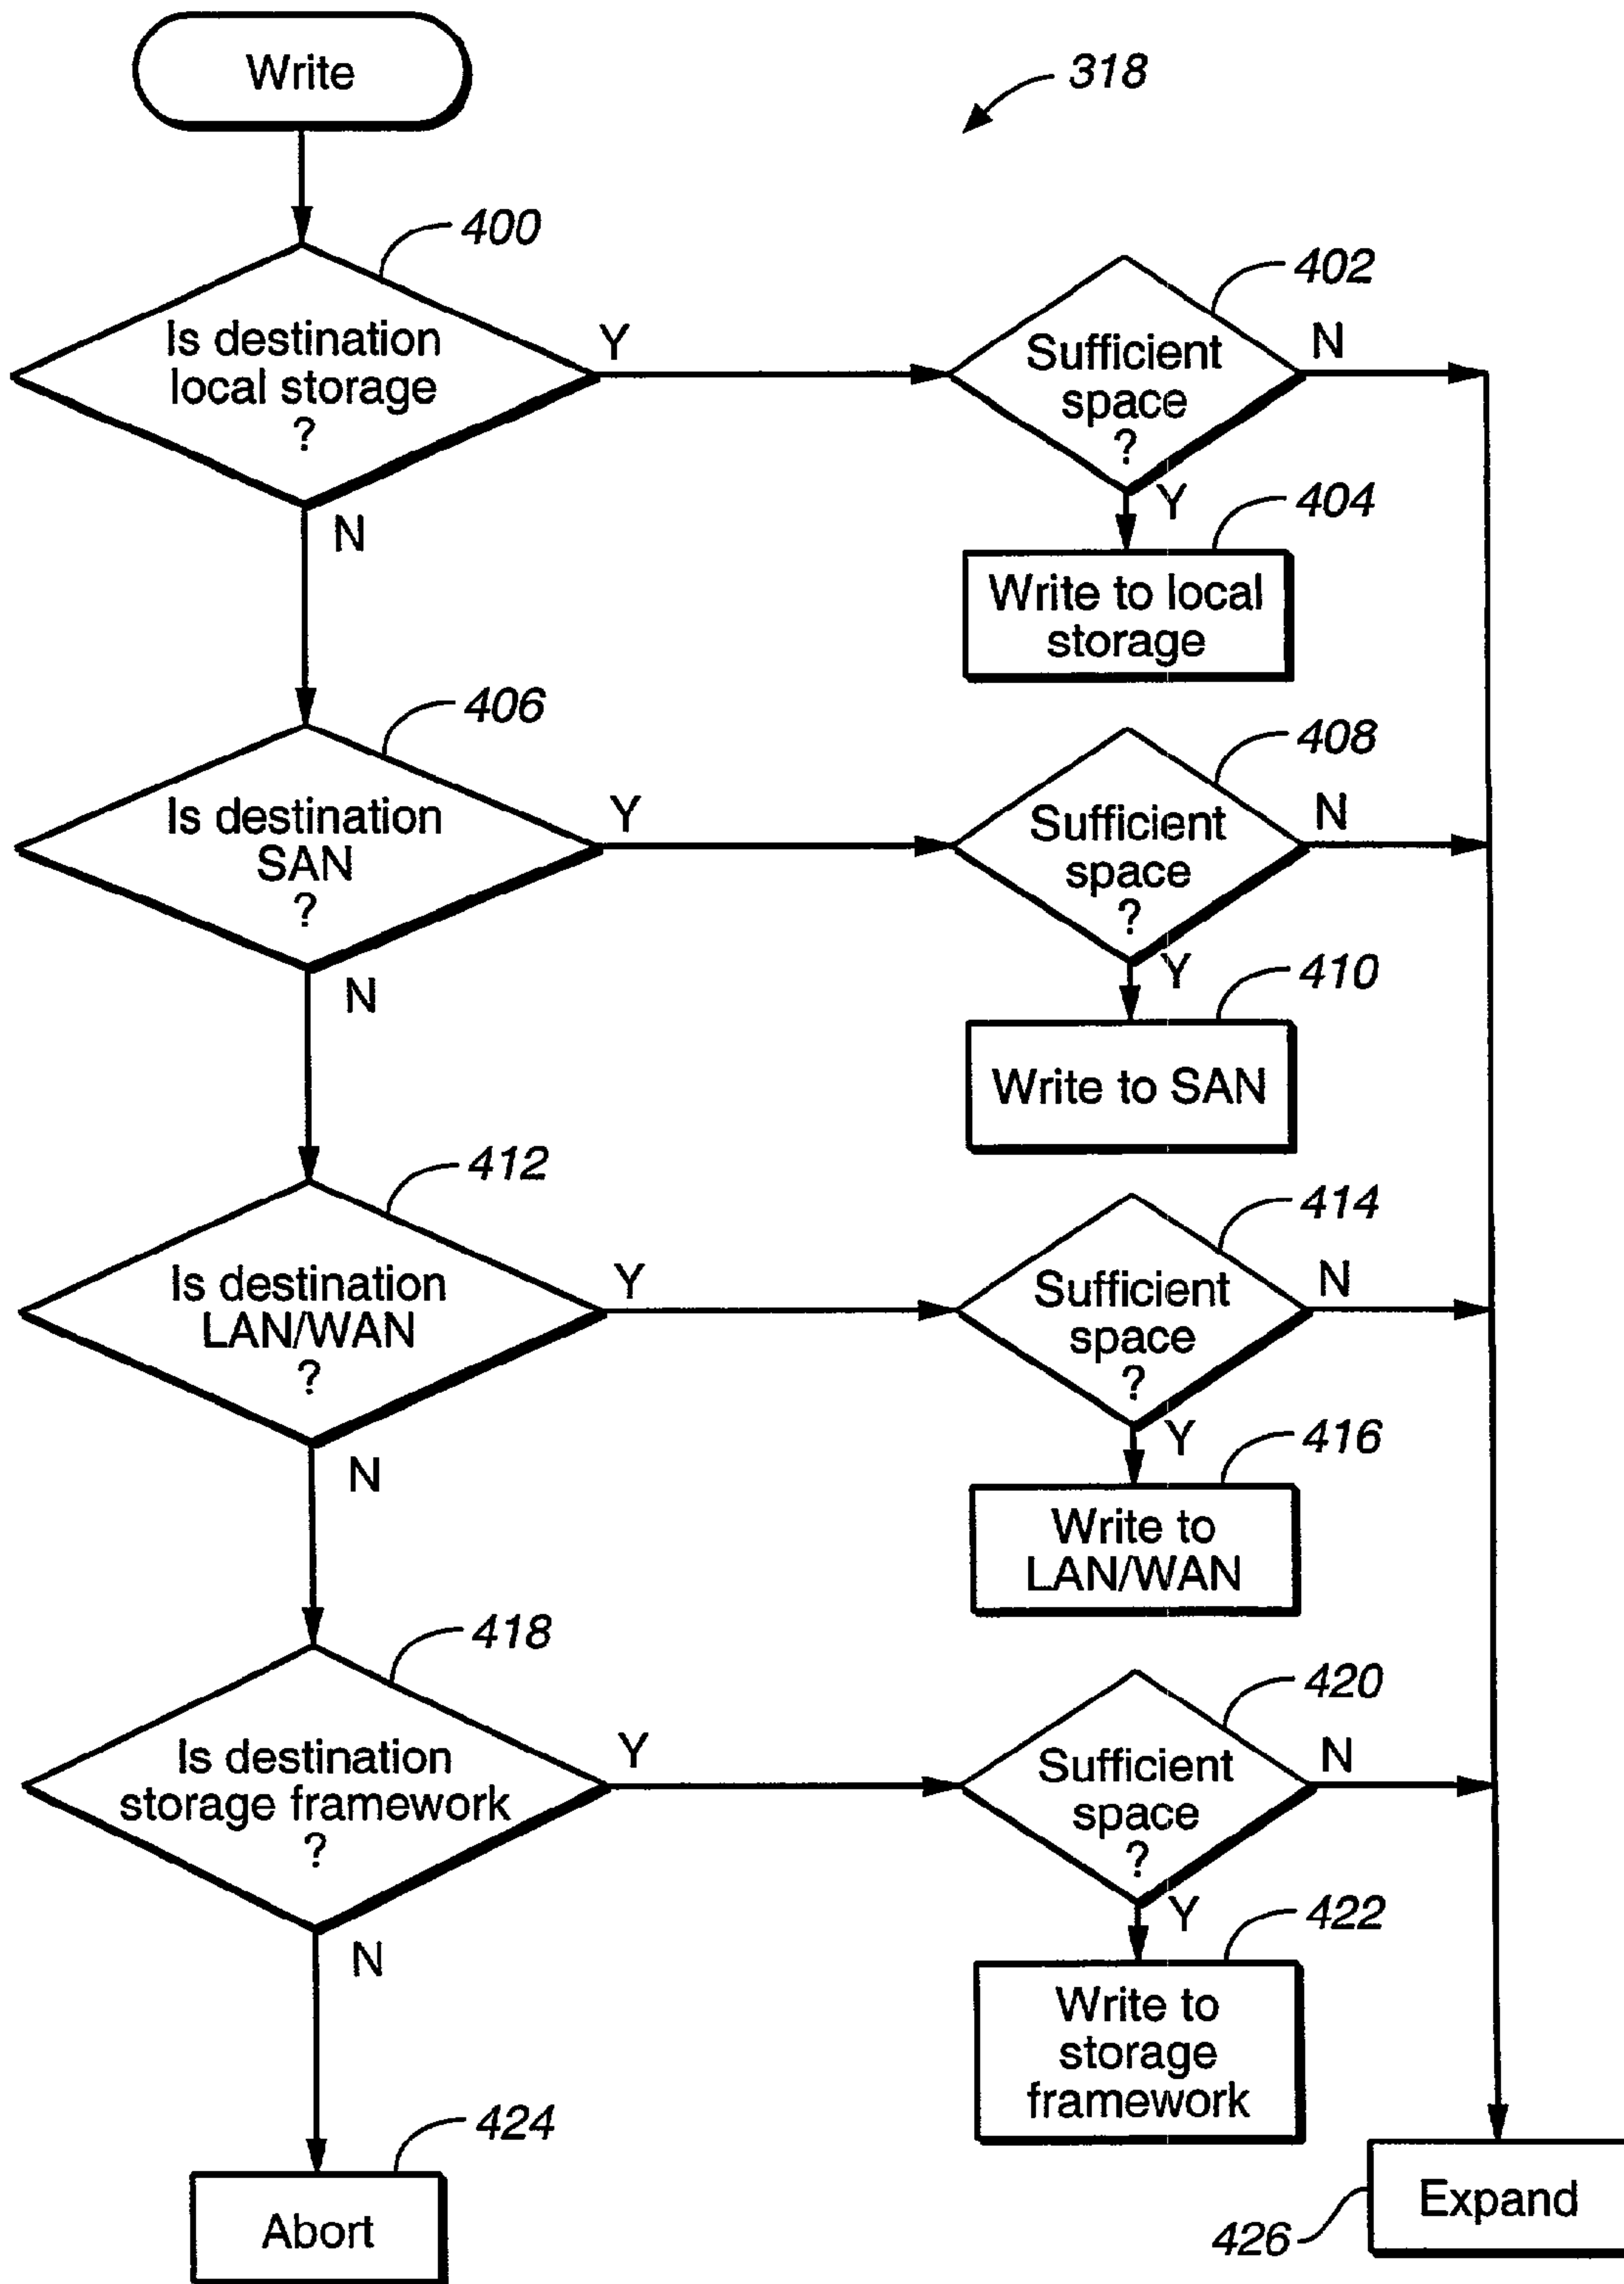 Write
318
400
Is destination
local storage
?
Y
N
402
Sufficient
space
?
N
Y
404
Write to local
storage
406
Is destination
SAN
?
Y
N
408
Sufficient
space
?
N
Y
410
Write to SAN
412
Is destination
LAN/WAN
?
Y
N
414
Sufficient
space
?
N
Y
416
Write to
LAN/WAN
418
Is destination
storage framework
?
Y
N
420
Sufficient
space
?
N
Y
422
Write to
storage
framework
424
Abort
Expand
426